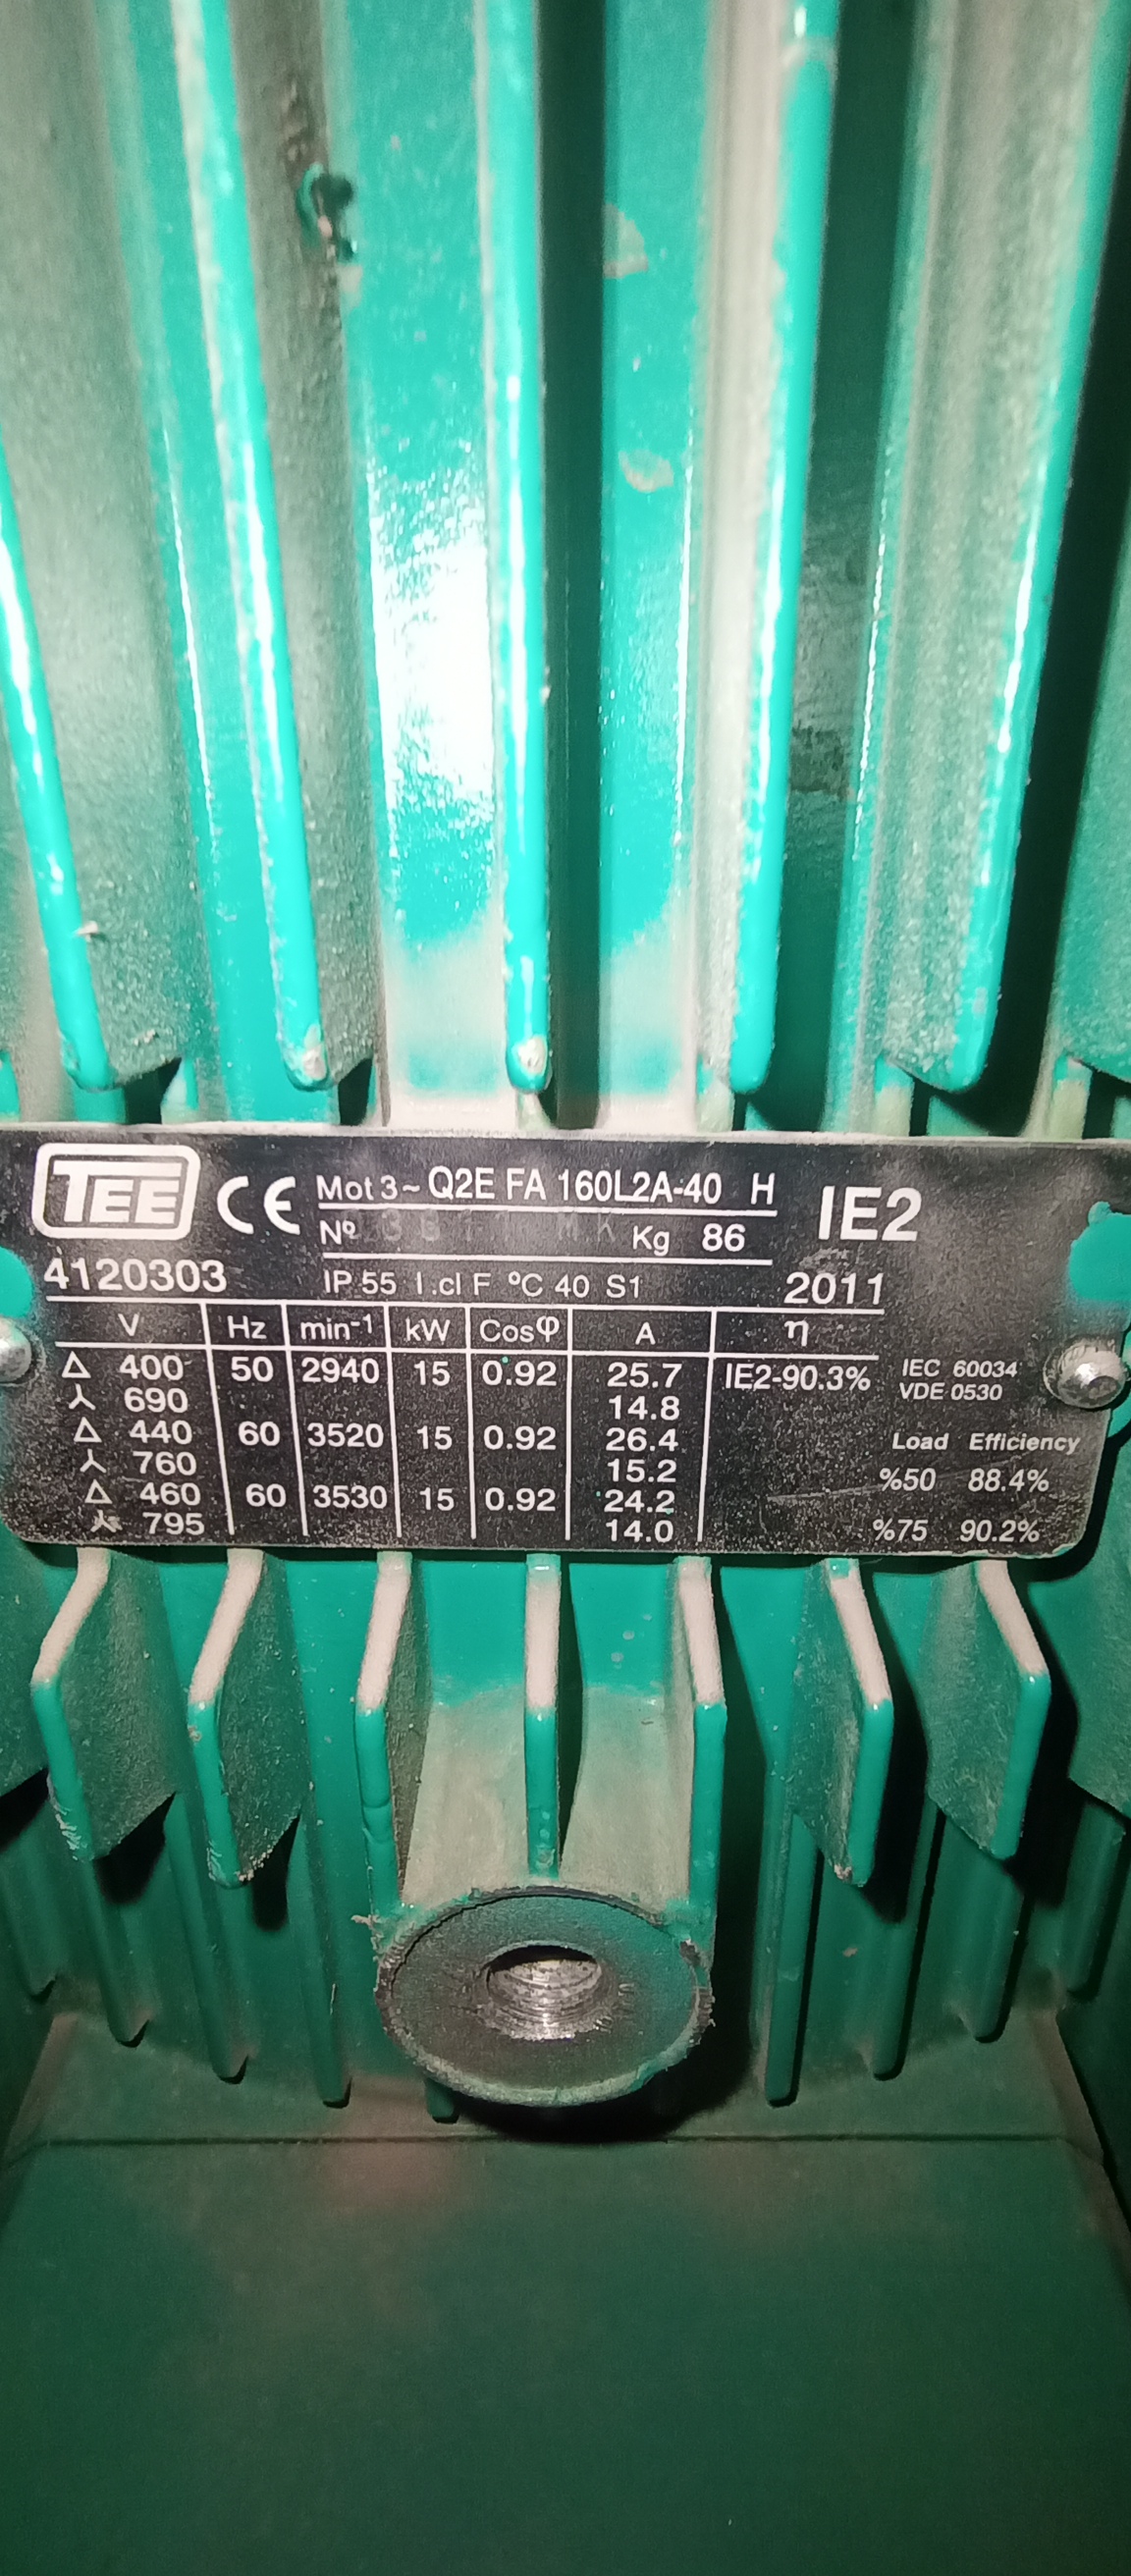 TEE CE Mot 3~ Q2E FA 160L2A-40 H IE2
Nº Kg 86
4120303 IP 55 I.cl F °C 40 S1 2011
V Hz min⁻¹ kW Cosφ A η
Δ 400 50 2940 15 0.92 25.7 IE2-90.3% IEC 60034
⅄ 690 14.8 VDE 0530
Δ 440 60 3520 15 0.92 26.4 Load Efficiency
⅄ 760 15.2 %50 88.4%
Δ 460 60 3530 15 0.92 24.2
⅄ 795 14.0 %75 90.2%